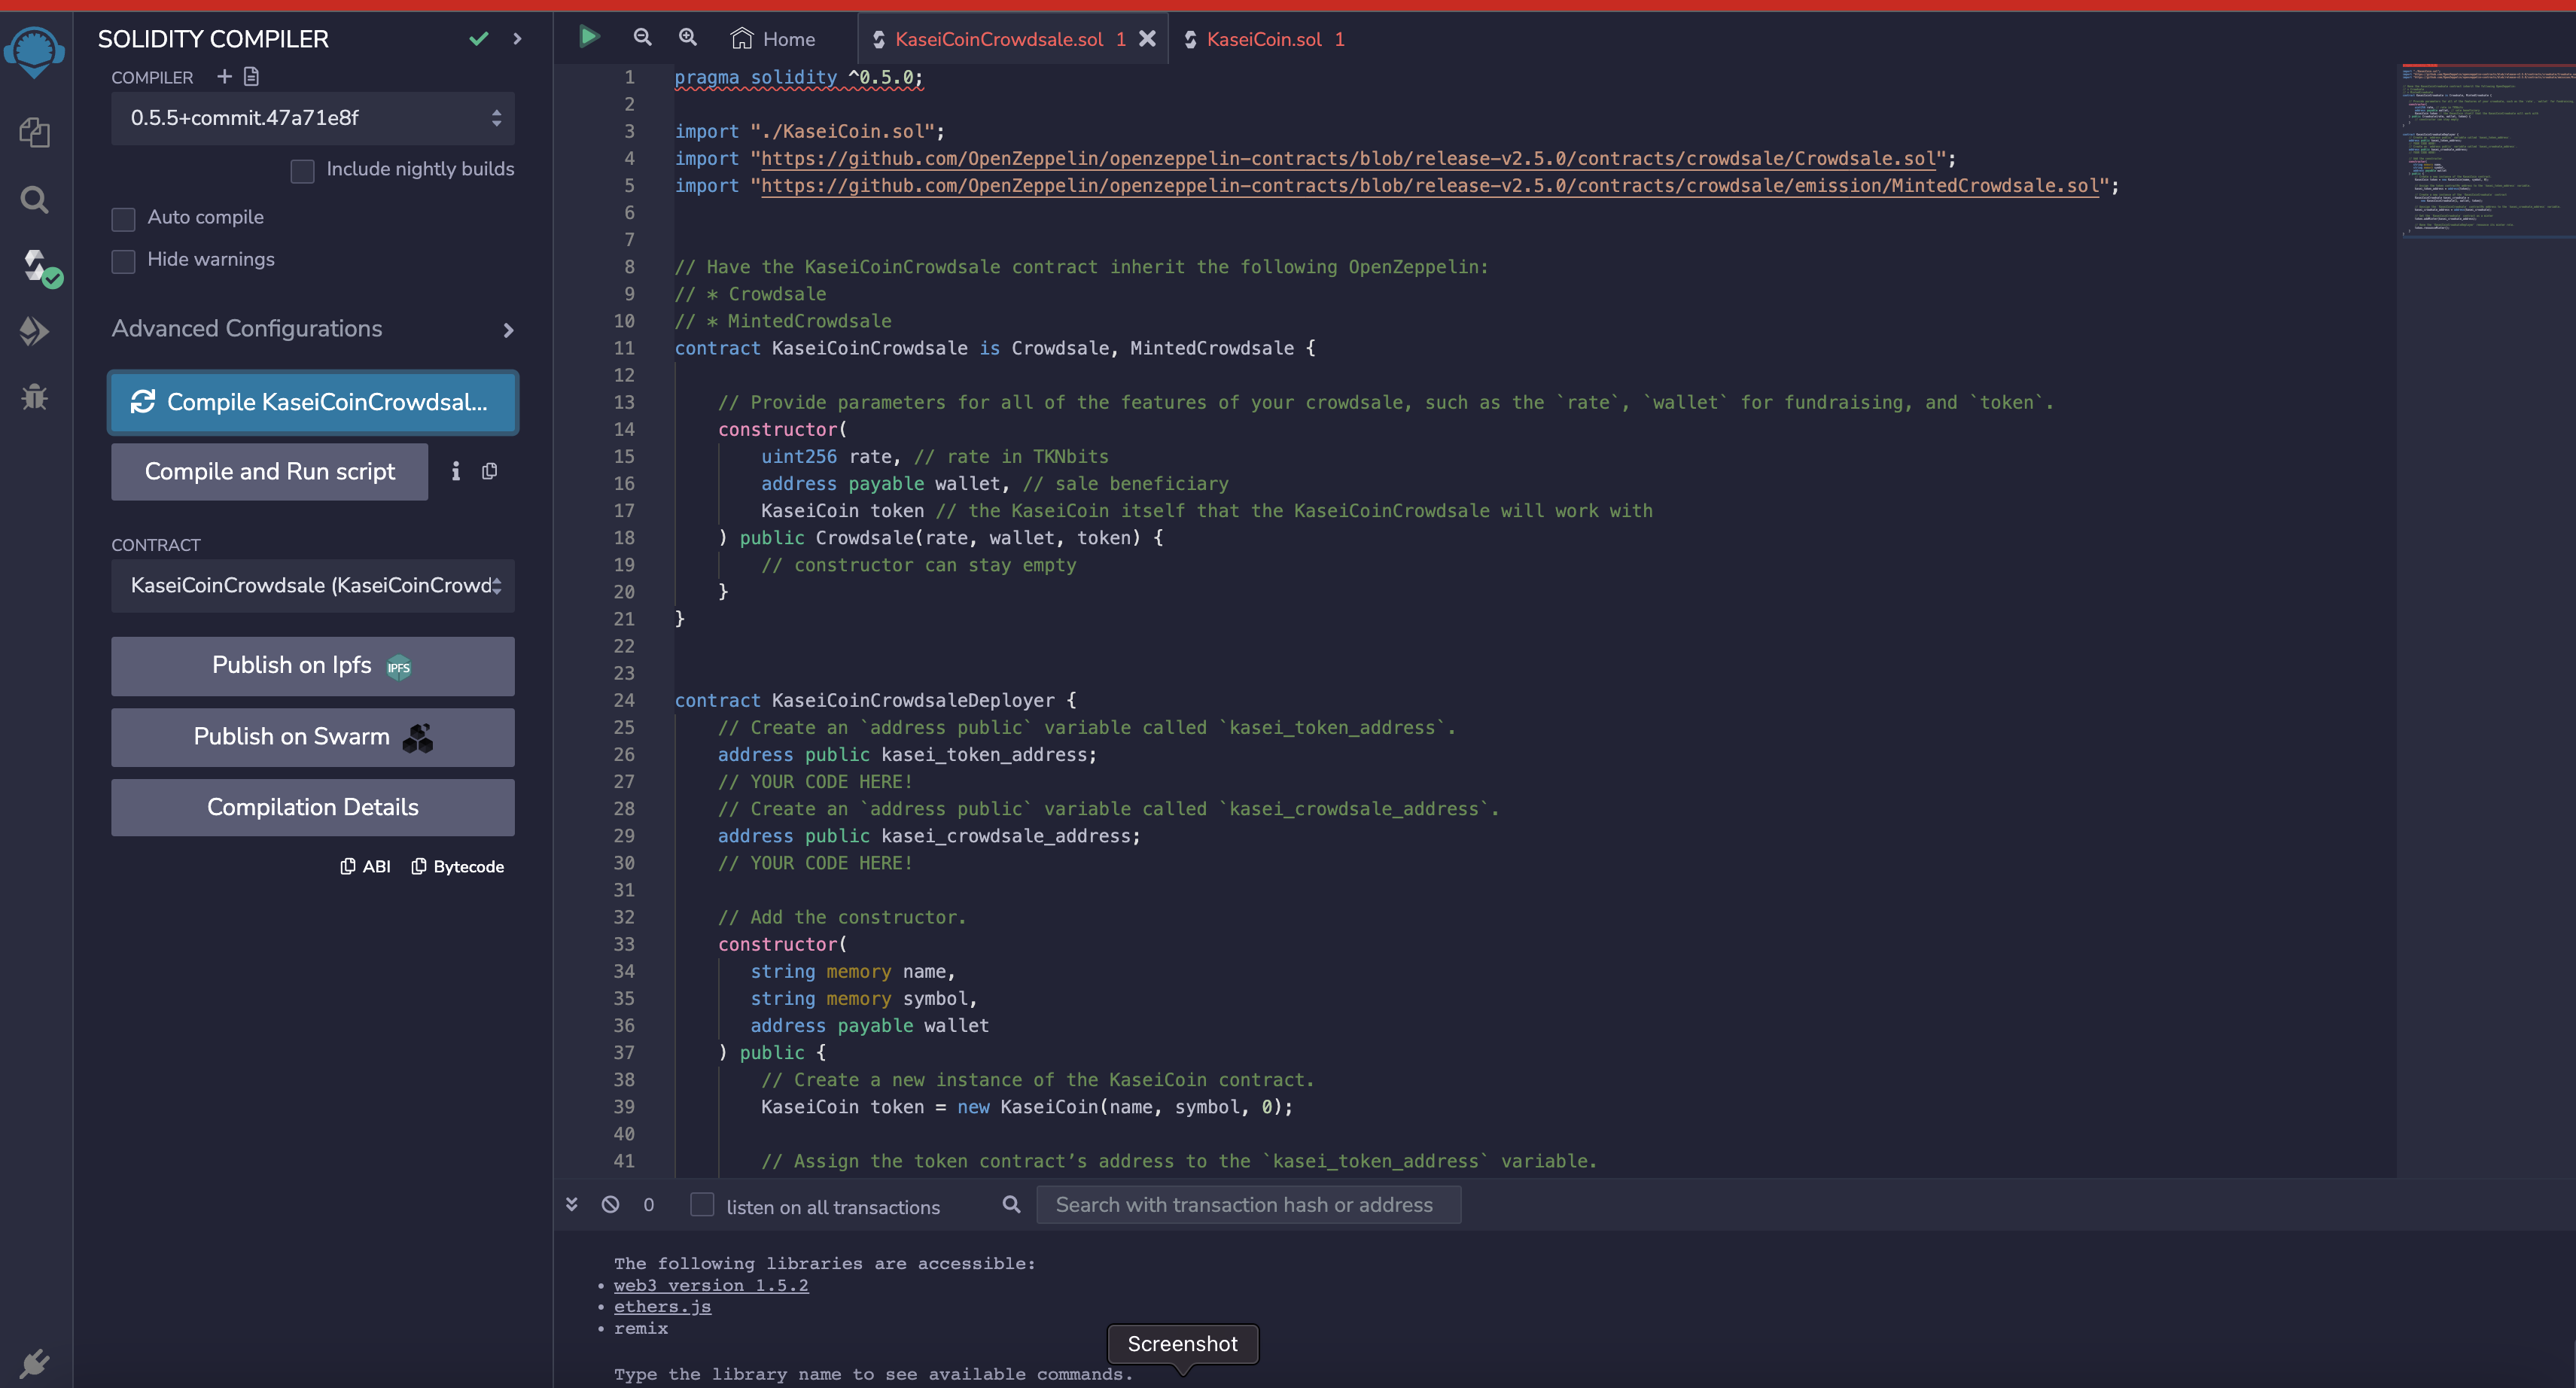 SOLIDITY COMPILER
COMPILER
0.5.5+commit.47a71e8f
Include nightly builds
Auto compile
Hide warnings
Advanced Configurations
Compile KaseiCoinCrowdsal...
Compile and Run script
CONTRACT
KaseiCoinCrowdsale (KaseiCoinCrowd
Publish on Ipfs IPFS
Publish on Swarm
Compilation Details
ABI Bytecode
Home KaseiCoinCrowdsale.sol 1 KaseiCoin.sol 1
1 pragma solidity ^0.5.0;
2
3 import "./KaseiCoin.sol";
4 import "https://github.com/OpenZeppelin/openzeppelin-contracts/blob/release-v2.5.0/contracts/crowdsale/Crowdsale.sol";
5 import "https://github.com/OpenZeppelin/openzeppelin-contracts/blob/release-v2.5.0/contracts/crowdsale/emission/MintedCrowdsale.sol";
6
7
8 // Have the KaseiCoinCrowdsale contract inherit the following OpenZeppelin:
9 // * Crowdsale
10 // * MintedCrowdsale
11 contract KaseiCoinCrowdsale is Crowdsale, MintedCrowdsale {
12
13 // Provide parameters for all of the features of your crowdsale, such as the `rate`, `wallet` for fundraising, and `token`.
14 constructor(
15 uint256 rate, // rate in TKNbits
16 address payable wallet, // sale beneficiary
17 KaseiCoin token // the KaseiCoin itself that the KaseiCoinCrowdsale will work with
18 ) public Crowdsale(rate, wallet, token) {
19 // constructor can stay empty
20 }
21 }
22
23
24 contract KaseiCoinCrowdsaleDeployer {
25 // Create an `address public` variable called `kasei_token_address`.
26 address public kasei_token_address;
27 // YOUR CODE HERE!
28 // Create an `address public` variable called `kasei_crowdsale_address`.
29 address public kasei_crowdsale_address;
30 // YOUR CODE HERE!
31
32 // Add the constructor.
33 constructor(
34 string memory name,
35 string memory symbol,
36 address payable wallet
37 ) public {
38 // Create a new instance of the KaseiCoin contract.
39 KaseiCoin token = new KaseiCoin(name, symbol, 0);
40
41 // Assign the token contract’s address to the `kasei_token_address` variable.
0 listen on all transactions Search with transaction hash or address
The following libraries are accessible:
• web3 version 1.5.2
• ethers.js
• remix
Screenshot
Type the library name to see available commands.